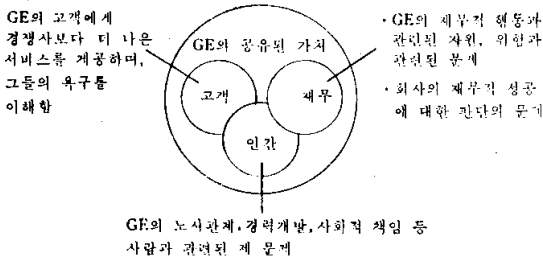 GE의 고객에게
경쟁사보다 더 나은
서비스를 제공하며,
그들의 욕구를
이해함
GE의 공유된 가치
고객
재무
인간
· GE의 재무적 행동과
관련된 자원, 위험과
관련된 문제
· 회사의 재무적 성공
에 대한 판단의 문제
GE의 노사관계, 경력개발, 사회적 책임 등
사람과 관련된 제 문제